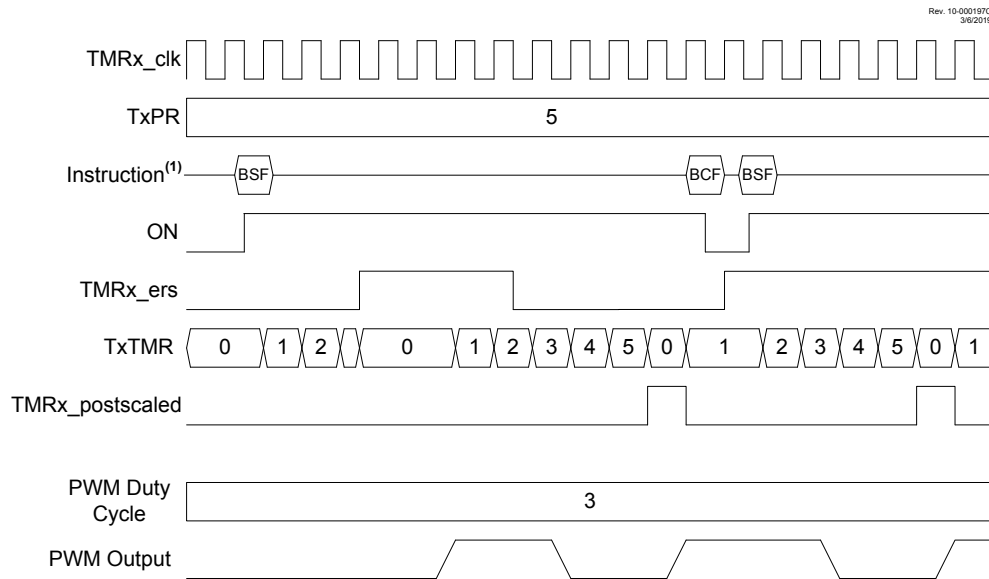 Rev. 10-000197C
3/6/2019
TMRx_clk
TxPR 5
Instruction(1) BSF BCF BSF
ON
TMRx_ers
TxTMR 0 1 2 0 1 2 3 4 5 0 1 2 3 4 5 0 1
TMRx_postscaled
PWM Duty
Cycle 3
PWM Output